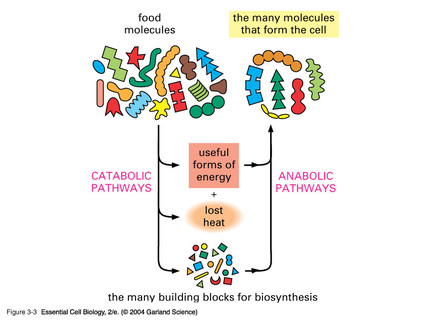 food
molecules
the many molecules
that form the cell
useful
forms of
energy
CATABOLIC
PATHWAYS
ANABOLIC
PATHWAYS
+
lost
heat
the many building blocks for biosynthesis
Figure 3-3 Essential Cell Biology, 2/e. (© 2004 Garland Science)